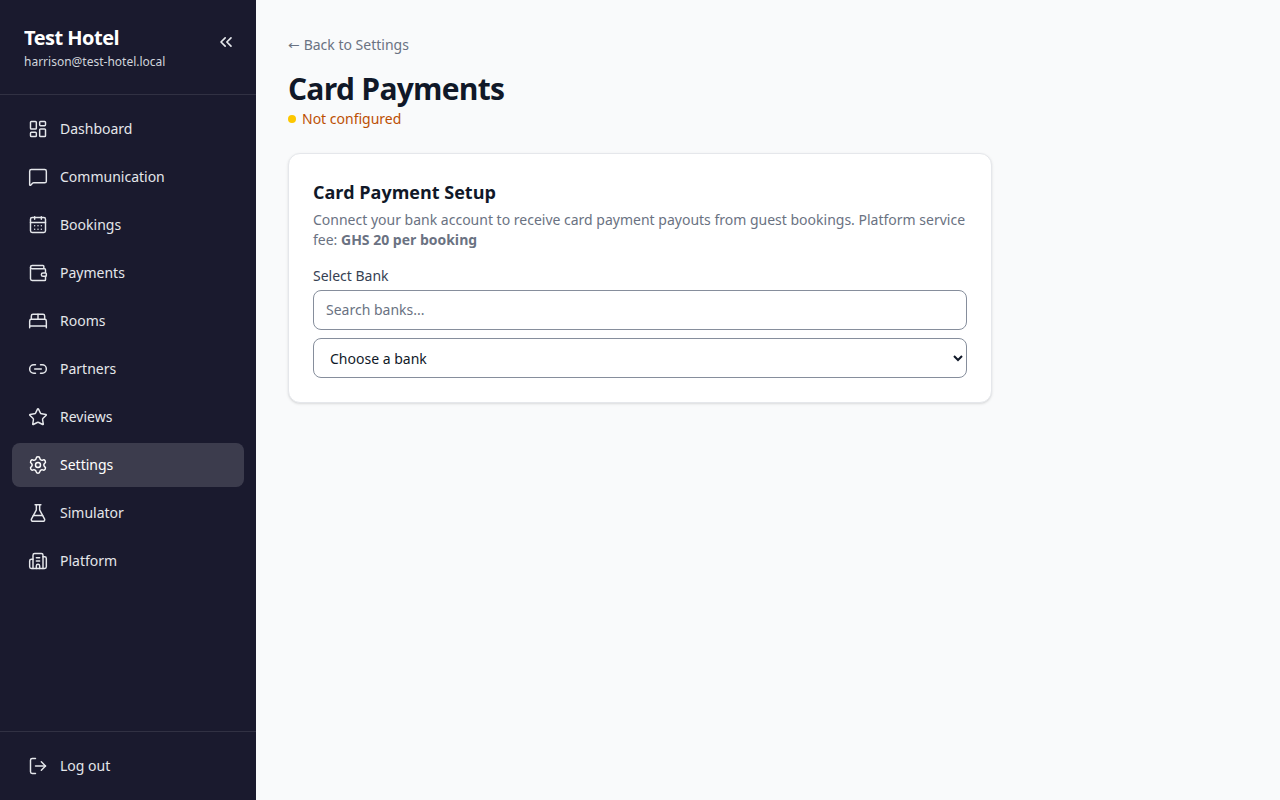 Test Hotel
harrison@test-hotel.local
Dashboard
Communication
Bookings
Payments
Rooms
Partners
Reviews
Settings
Simulator
Platform
Log out
← Back to Settings
Card Payments
Not configured
Card Payment Setup
Connect your bank account to receive card payment payouts from guest bookings. Platform service
fee: GHS 20 per booking
Select Bank
Search banks...
Choose a bank